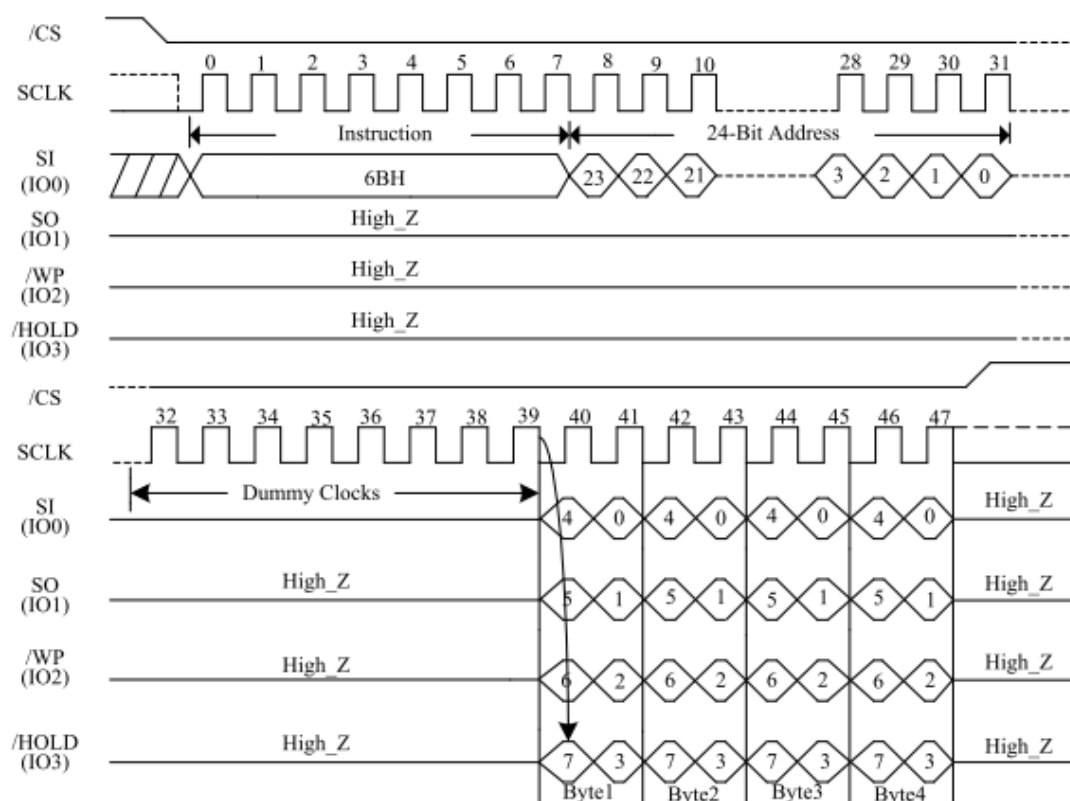 /CS
0 1 2 3 4 5 6 7 8 9 10 28 29 30 31
SCLK
Instruction 24-Bit Address
SI
(IO0)
6BH 23 22 21 3 2 1 0
SO
(IO1)
High_Z
/WP
(IO2)
High_Z
/HOLD
(IO3)
High_Z
/CS
32 33 34 35 36 37 38 39 40 41 42 43 44 45 46 47
SCLK
Dummy Clocks
SI
(IO0)
4 0 4 0 4 0 4 0 High_Z
SO
(IO1)
High_Z 5 1 5 1 5 1 5 1 High_Z
/WP
(IO2)
High_Z 6 2 6 2 6 2 6 2 High_Z
/HOLD
(IO3)
High_Z 7 3 7 3 7 3 7 3 High_Z
Byte1 Byte2 Byte3 Byte4